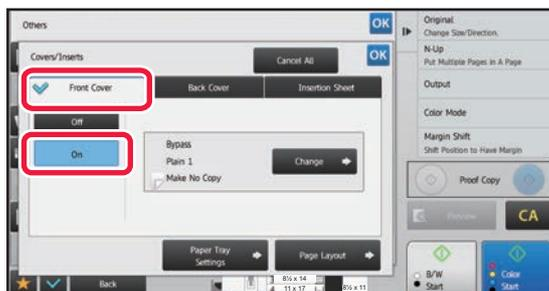 Others
OK
Covers/Inserts
Cancel All
OK
Front Cover
Back Cover
Insertion Sheet
Off
On
Bypass
Plain 1
Make No Copy
Change
Paper Tray
Settings
Page Layout
Back
8½ x 14
11 x 17
8½ x 11
Original
Change Size/Direction.
N-Up
Put Multiple Pages in A Page
Output
Color Mode
Margin Shift
Shift Position to Have Margin
Proof Copy
Preview
CA
B/W
Start
Color
Start